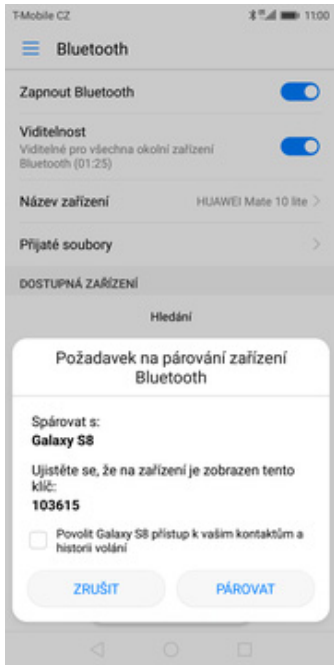 T-Mobile CZ 11:00
Bluetooth
Zapnout Bluetooth
Viditelnost
Viditelné pro všechna okolní zařízení
Bluetooth (01:25)
Název zařízení HUAWEI Mate 10 lite
Přijaté soubory
DOSTUPNÁ ZAŘÍZENÍ
Hledání
Požadavek na párování zařízení
Bluetooth
Spárovat s:
Galaxy S8
Ujistěte se, že na zařízení je zobrazen tento
klíč:
103615
Povolit Galaxy S8 přístup k vašim kontaktům a
historii volání
ZRUŠIT PÁROVAT